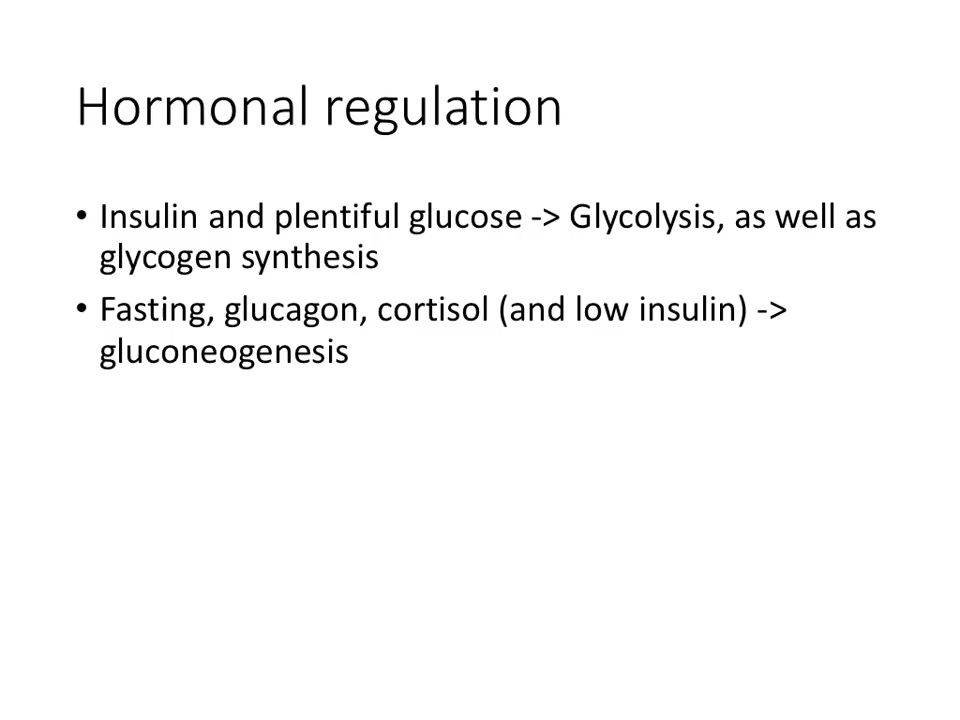 Hormonal regulation
• Insulin and plentiful glucose -> Glycolysis, as well as
glycogen synthesis
• Fasting, glucagon, cortisol (and low insulin) ->
gluconeogenesis